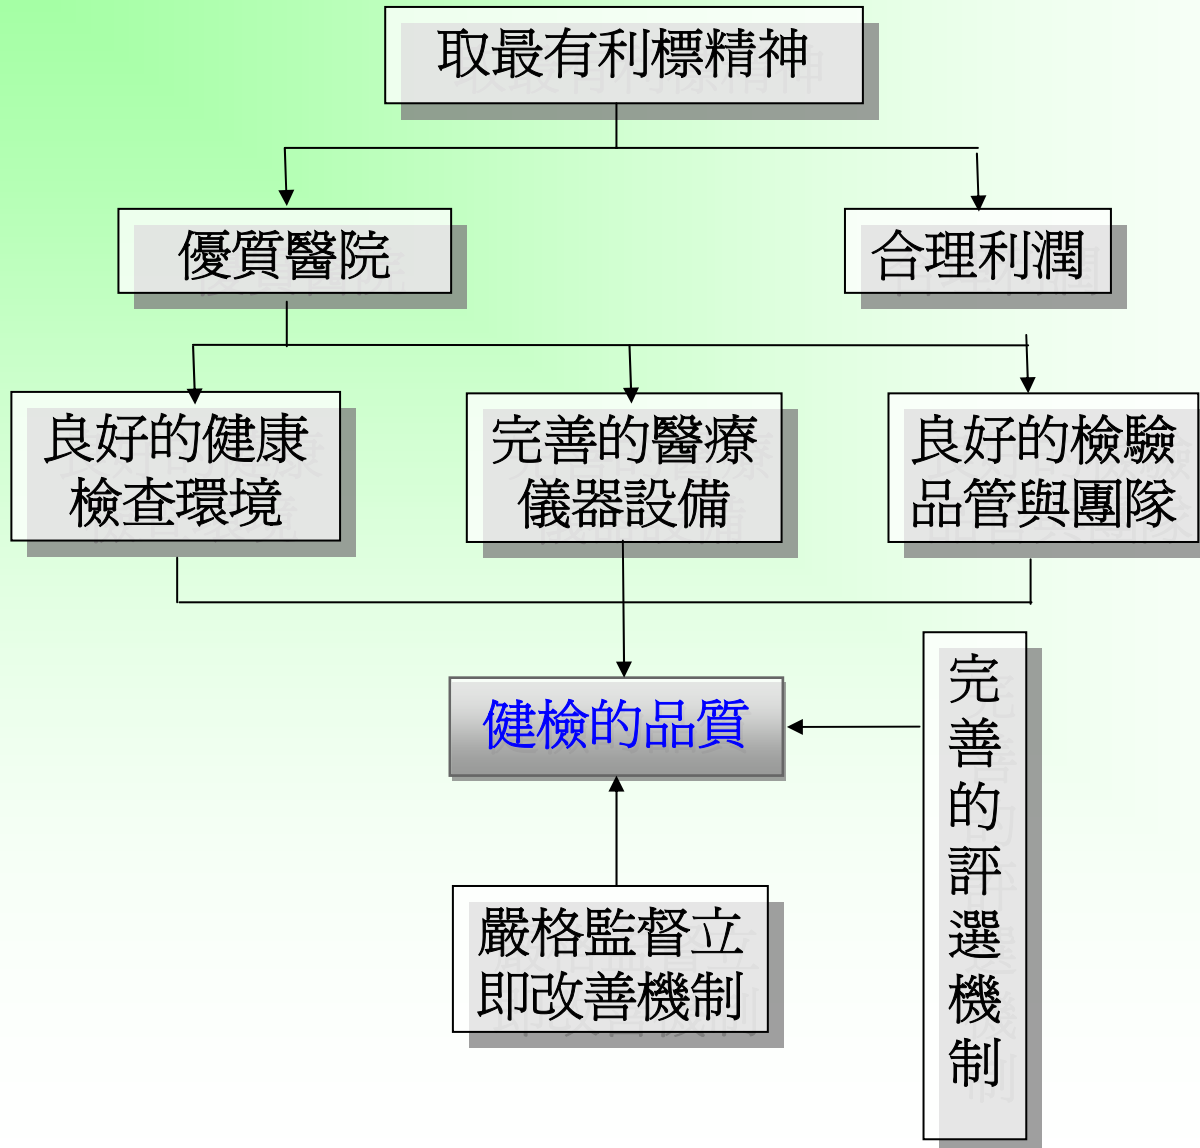 取最有利標精神
優質醫院
合理利潤
良好的健康
檢查環境
完善的醫療
儀器設備
良好的檢驗
品管與團隊
健檢的品質
完善的評選機制
嚴格監督立
即改善機制